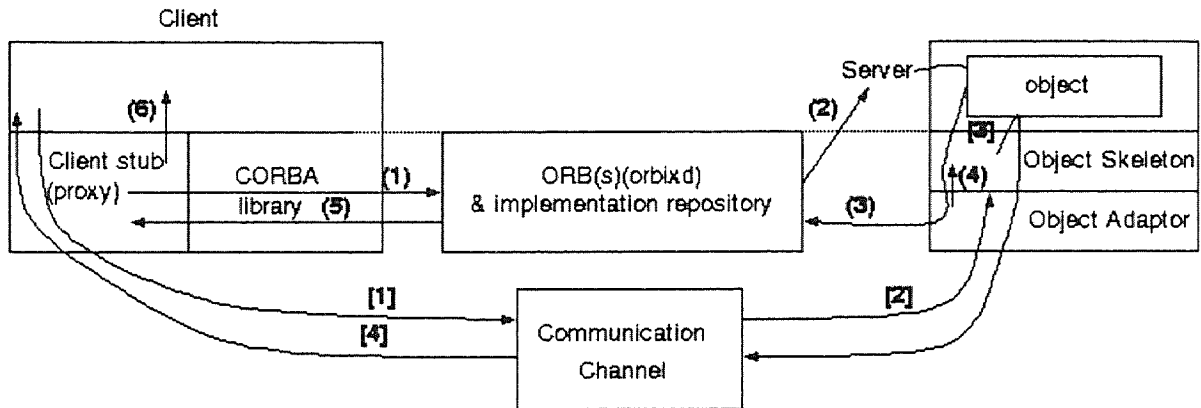 Client
Server
object
(6)
(2)
[3]
Client stub
(proxy)
CORBA
library
(1)
(5)
ORB(s)(orbixd)
& implementation repository
(3)
(4)
Object Skeleton
Object Adaptor
[1]
[4]
[2]
Communication
Channel